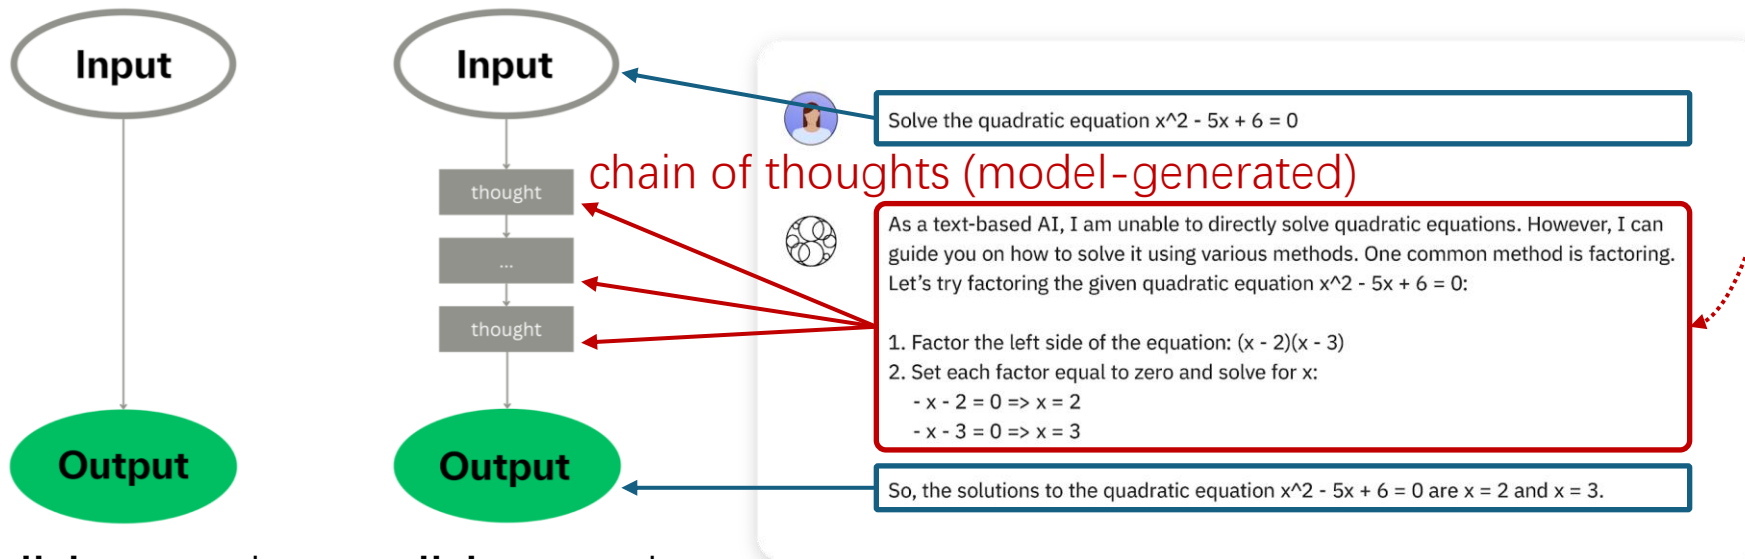 Input
Output
Input
thought
...
thought
Output
Solve the quadratic equation x^2 - 5x + 6 = 0
chain of thoughts (model-generated)
As a text-based AI, I am unable to directly solve quadratic equations. However, I can
guide you on how to solve it using various methods. One common method is factoring.
Let's try factoring the given quadratic equation x^2 - 5x + 6 = 0:
1. Factor the left side of the equation: (x - 2)(x - 3)
2. Set each factor equal to zero and solve for x:
- x - 2 = 0 => x = 2
- x - 3 = 0 => x = 3
So, the solutions to the quadratic equation x^2 - 5x + 6 = 0 are x = 2 and x = 3.